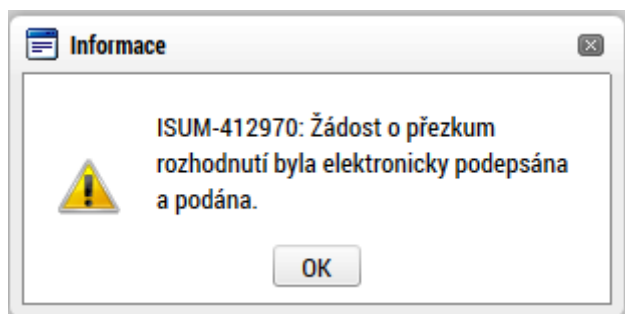 Informace
ISUM-412970: Žádost o přezkum
rozhodnutí byla elektronicky podepsána
a podána.
OK